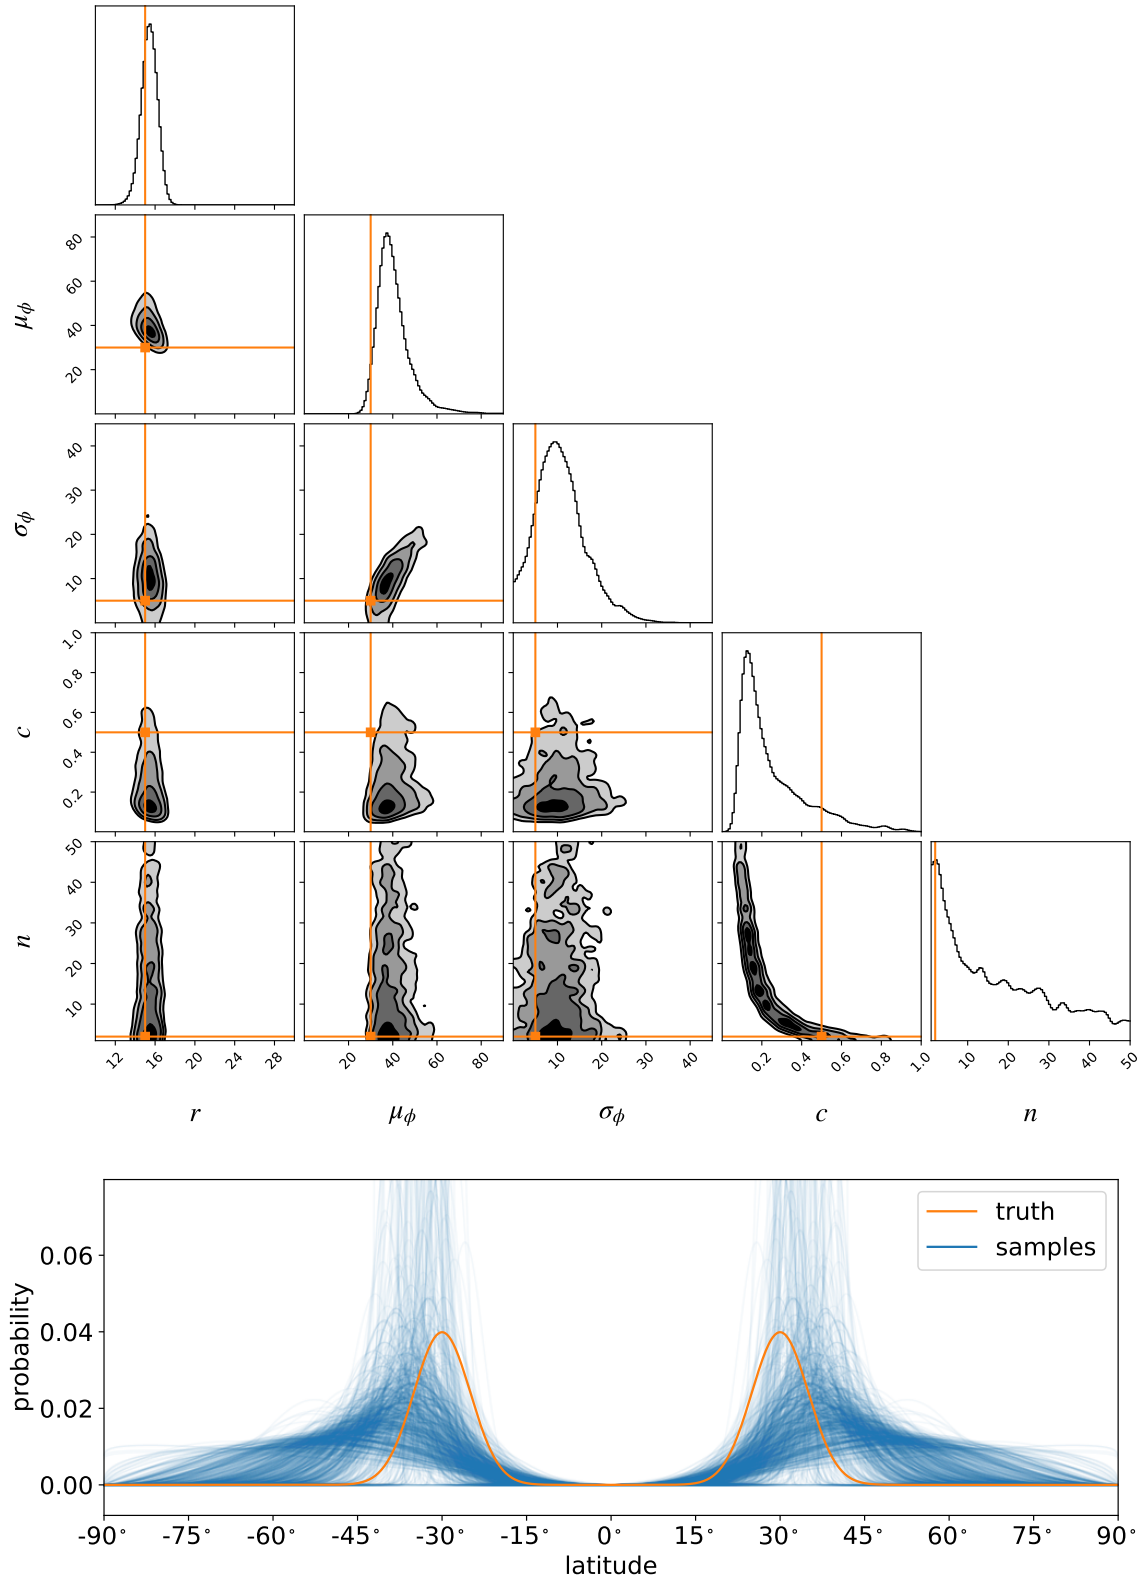 80
60
40
20
μ_ϕ
40
30
20
10
σ_ϕ
1.0
0.8
0.6
0.4
0.2
c
50
40
30
20
10
n
12 16 20 24 28
20 40 60 80
10 20 30 40
0.2 0.4 0.6 0.8 1.0
0 10 20 30 40 50
r μ_ϕ σ_ϕ c n
truth
samples
0.06
0.04
0.02
0.00
probability
-90° -75° -60° -45° -30° -15° 0° 15° 30° 45° 60° 75° 90°
latitude